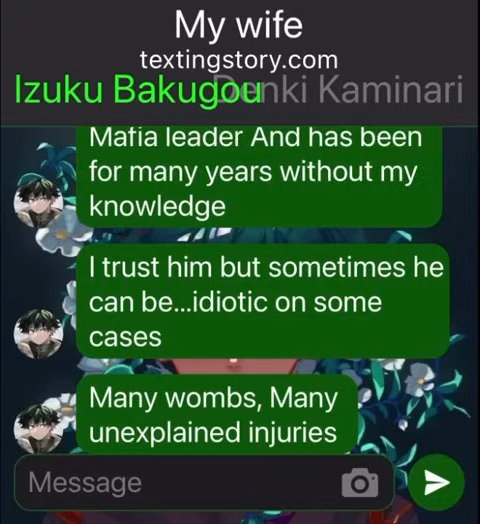 My wife
textingstory.com
Izuku Bakugou Denki Kaminari
Mafia leader And has been
for many years without my
knowledge
I trust him but sometimes he
can be...idiotic on some
cases
Many wombs, Many
unexplained injuries
Message